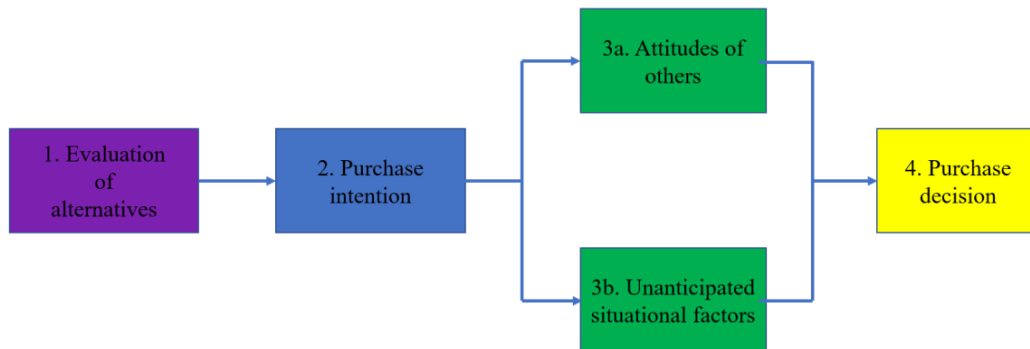 1. Evaluation
of
alternatives
2. Purchase
intention
3a. Attitudes of
others
3b. Unanticipated
situational factors
4. Purchase
decision